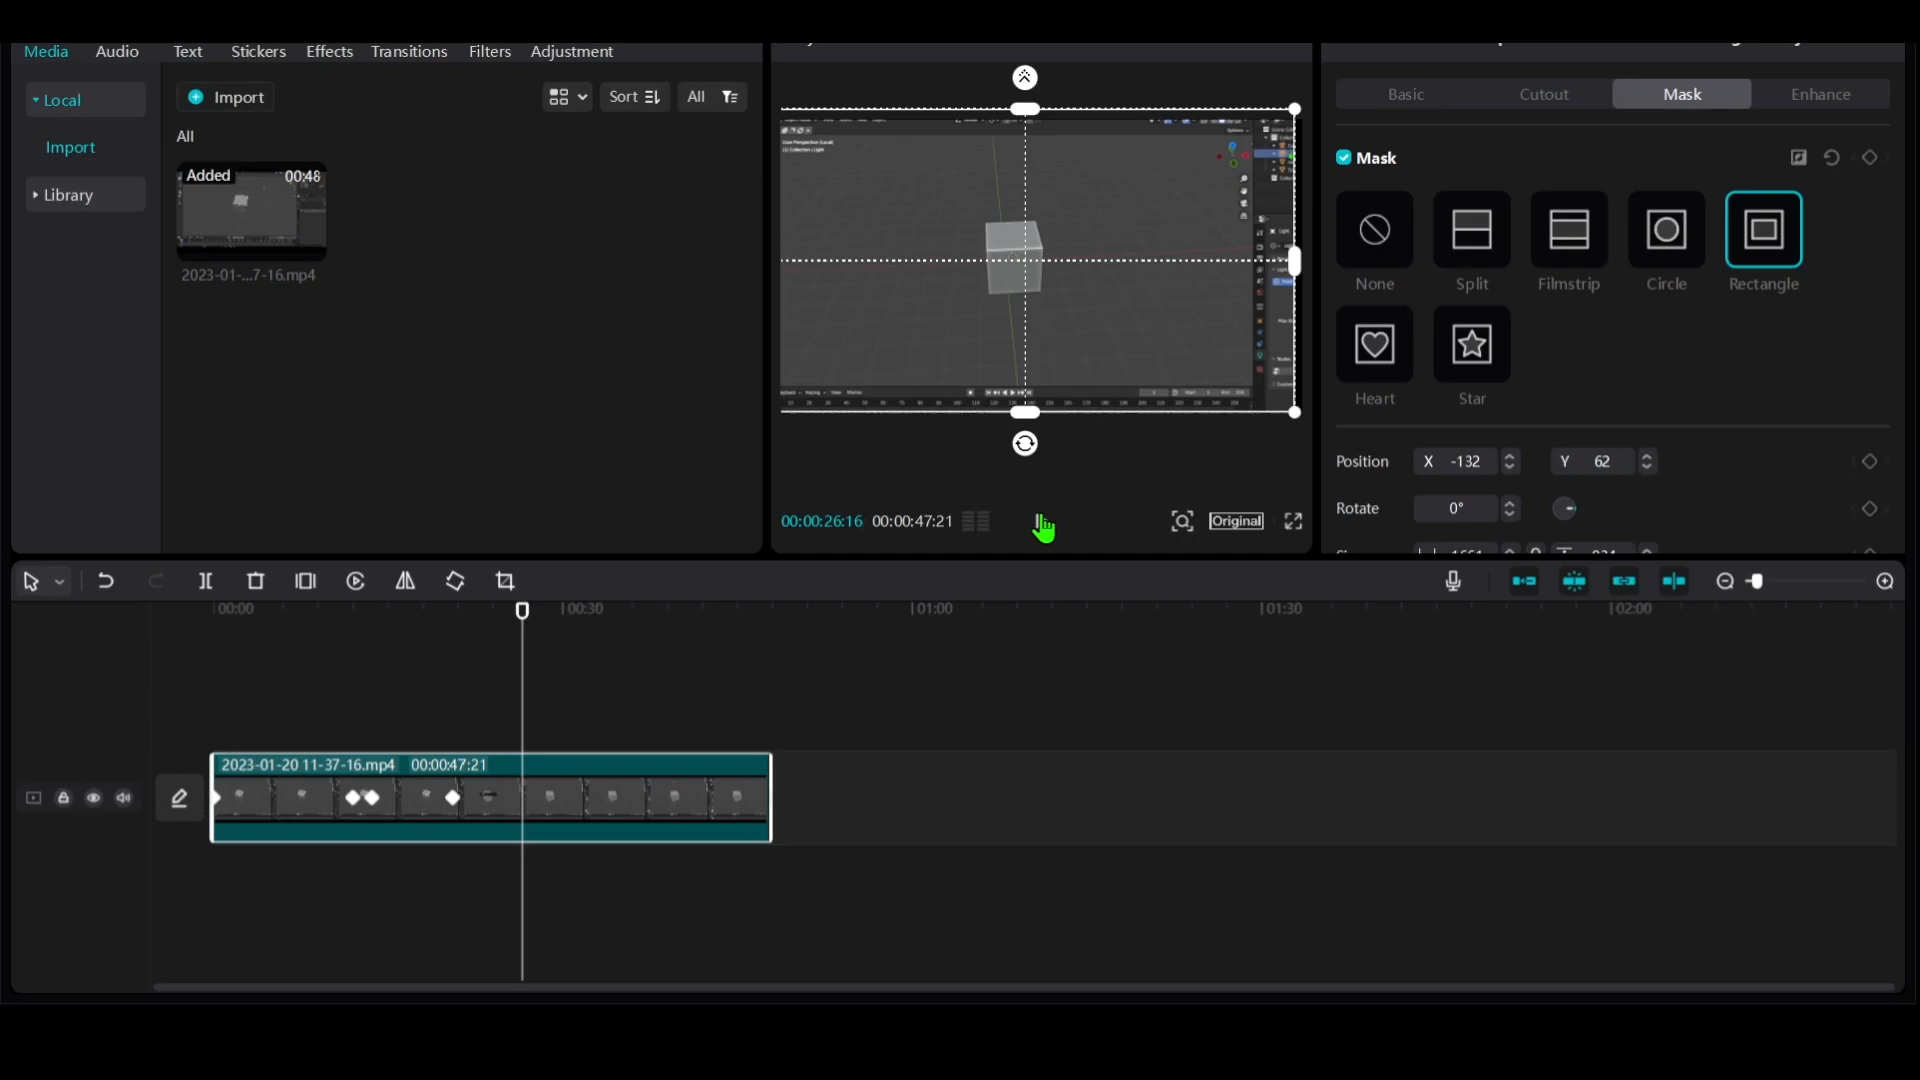 Media Audio Text Stickers Effects Transitions Filters Adjustment
Local
Import
Library
Import
Sort
All
All
Added 00:48
2023-01-...7-16.mp4
00:00:26:16 00:00:47:21
Original
Basic Cutout Mask Enhance
Mask
None Split Filmstrip Circle Rectangle
Heart Star
Position X -132 Y 62
Rotate 0°
00:00 00:30 01:00 01:30 02:00
2023-01-20 11-37-16.mp4 00:00:47:21